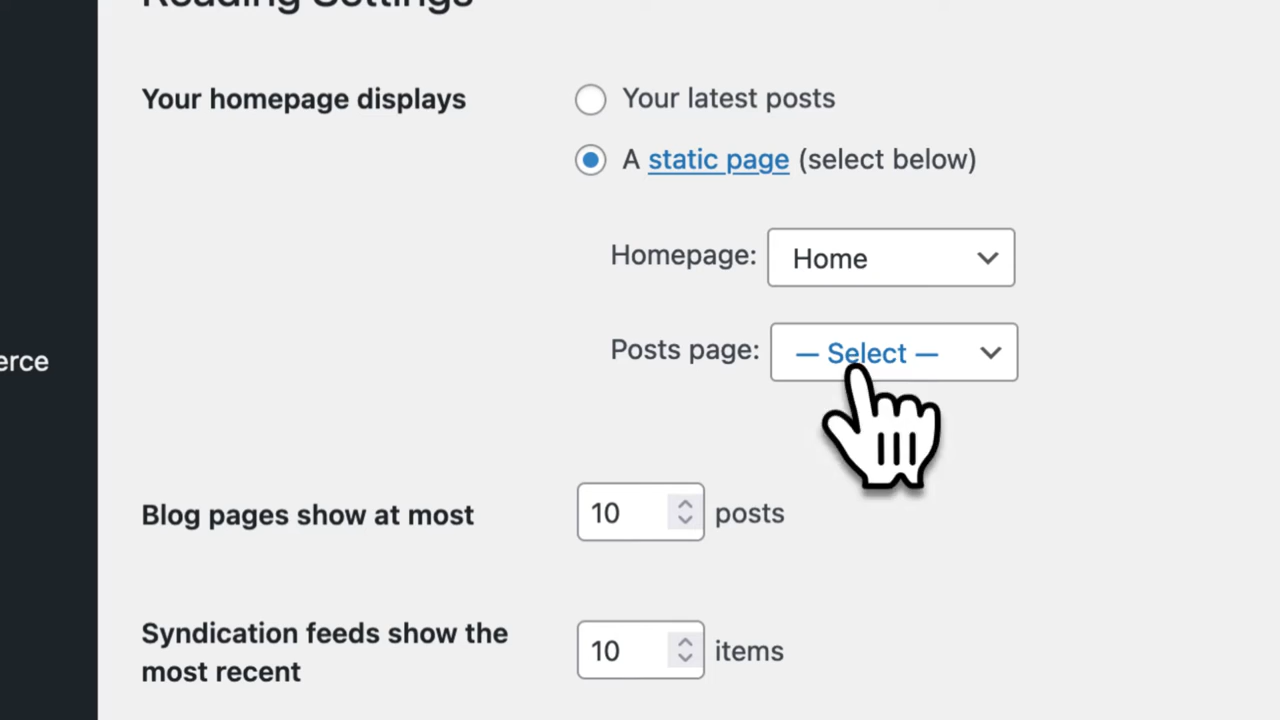 Reading Settings
Your homepage displays
Your latest posts
A static page (select below)
Homepage: Home
Posts page: — Select —
erce
Blog pages show at most 10 posts
Syndication feeds show the
most recent
10 items